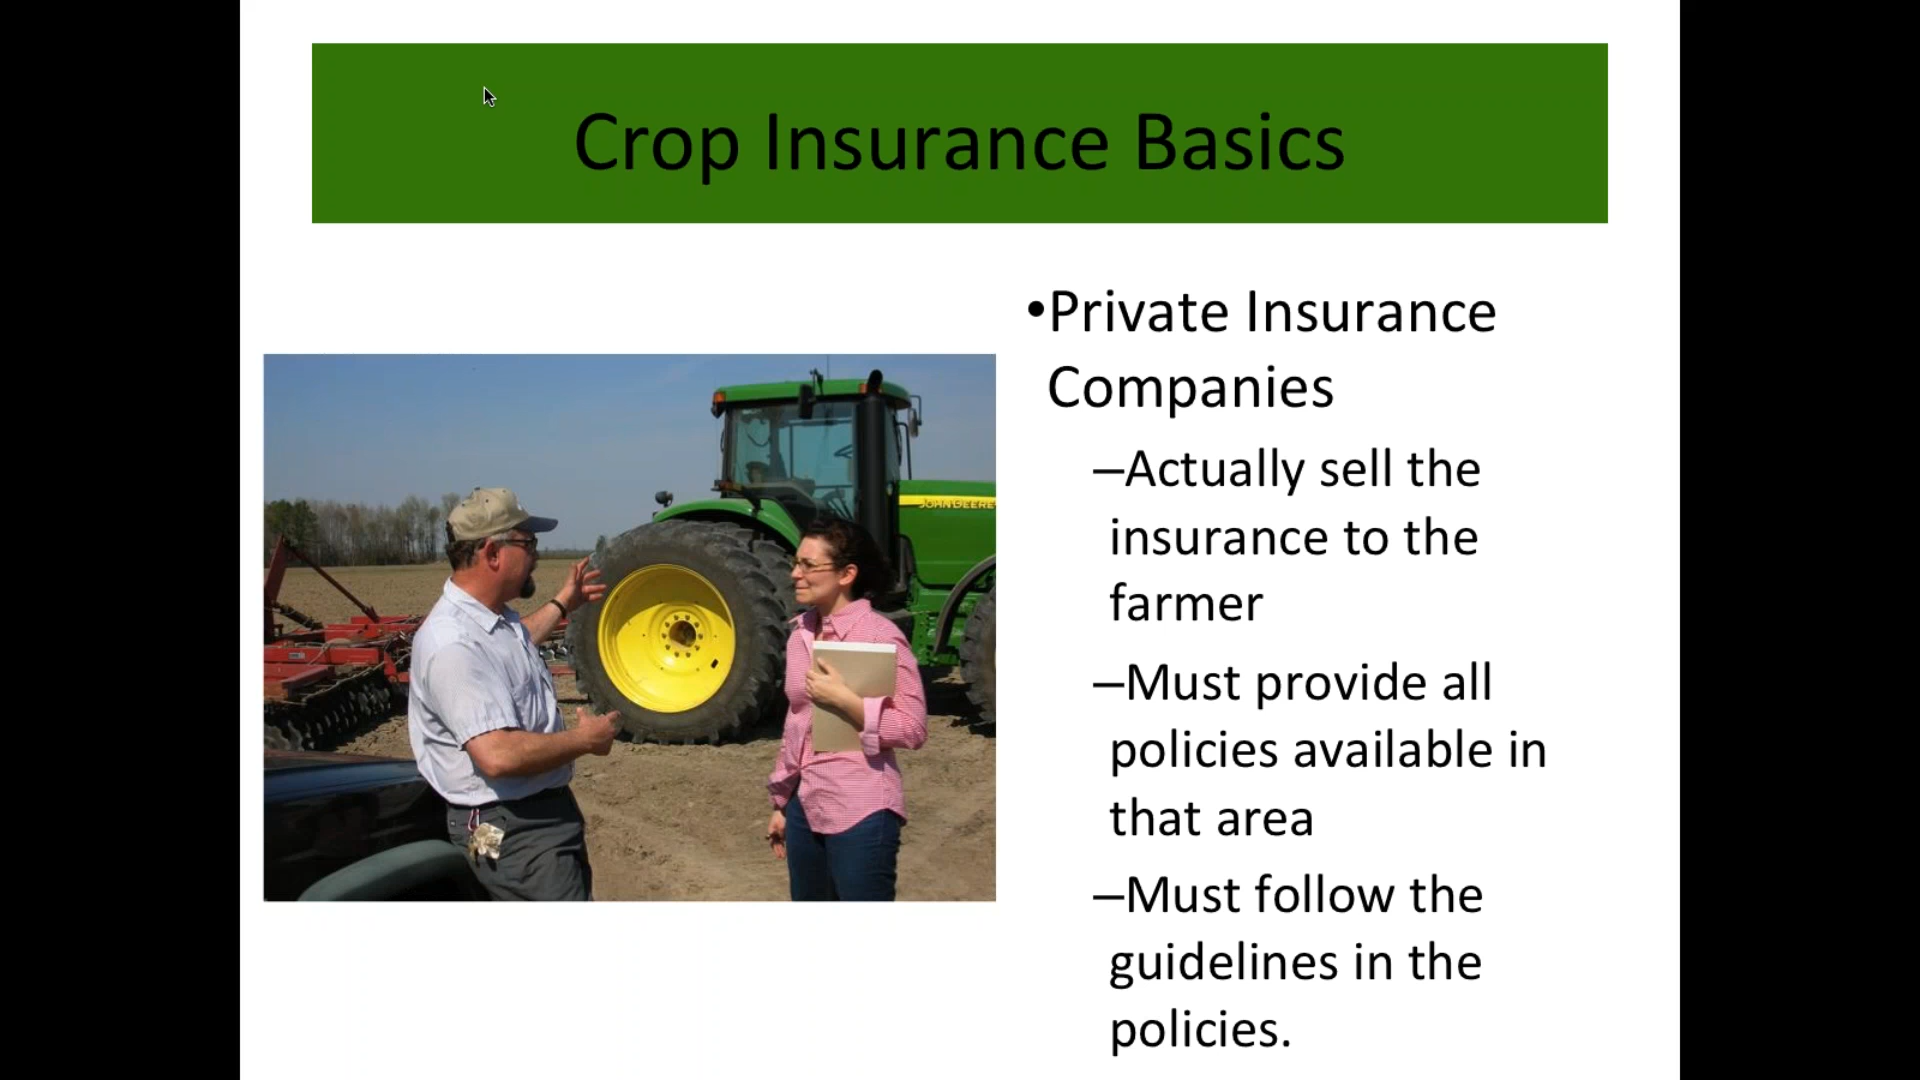 Crop Insurance Basics
•Private Insurance
Companies
–Actually sell the
insurance to the
farmer
–Must provide all
policies available in
that area
–Must follow the
guidelines in the
policies.
JOHN DEERE